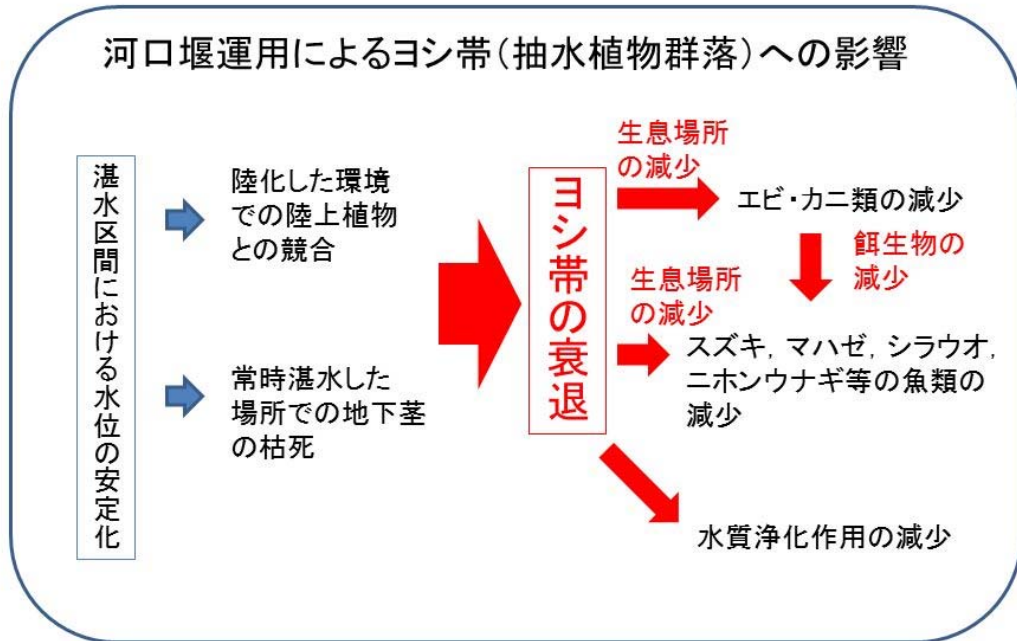 河口堰運用によるヨシ帯(抽水植物群落)への影響
湛水区間における水位の安定化
陸化した環境
での陸上植物
との競合
常時湛水した
場所での地下茎
の枯死
ヨシ帯の衰退
生息場所
の減少
エビ・カニ類の減少
餌生物の
減少
生息場所
の減少
スズキ,マハゼ,シラウオ,
ニホンウナギ等の魚類の
減少
水質浄化作用の減少